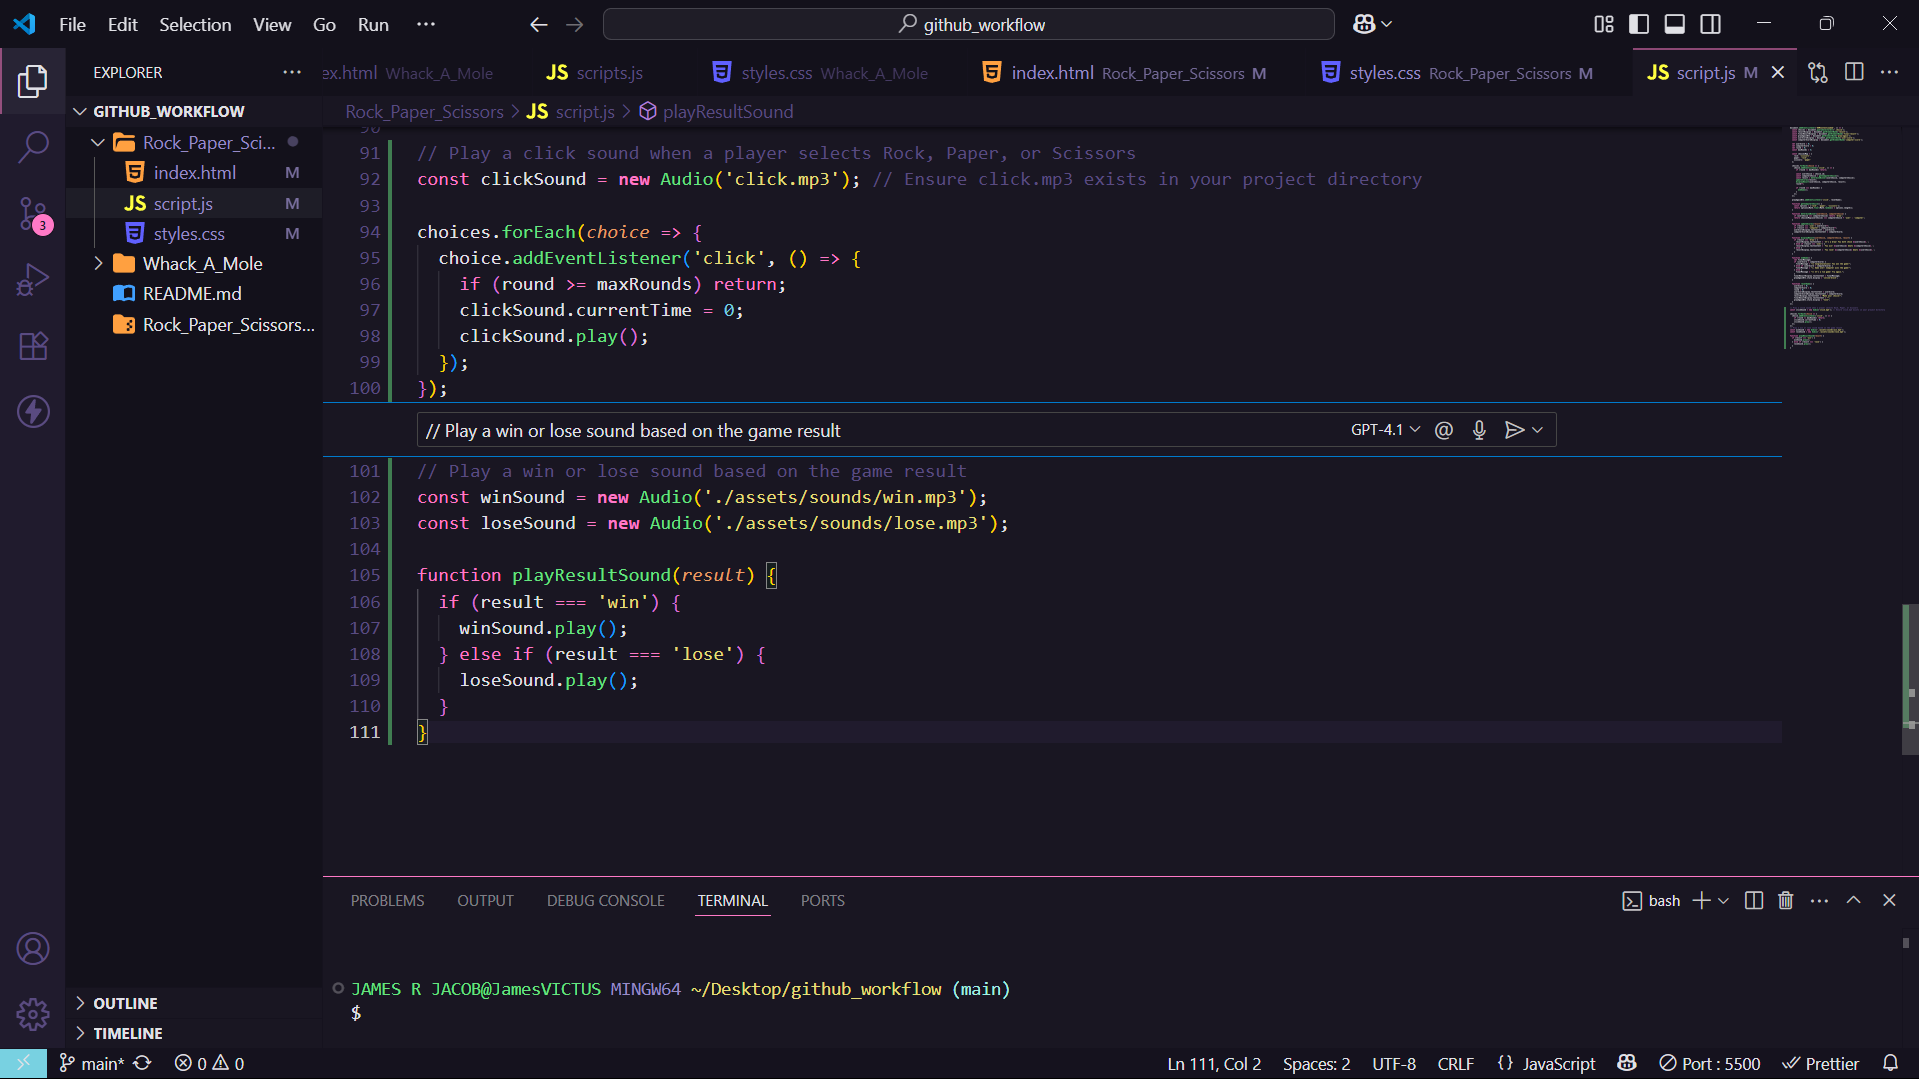 File Edit Selection View Go Run ··· github_workflow
EXPLORER ···
ex.html Whack_A_Mole JS scripts.js styles.css Whack_A_Mole index.html Rock_Paper_Scissors M styles.css Rock_Paper_Scissors M JS script.js M
GITHUB_WORKFLOW
Rock_Paper_Sci...
index.html M
JS script.js M
styles.css M
Whack_A_Mole
README.md
Rock_Paper_Scissors...
3
OUTLINE
TIMELINE
Rock_Paper_Scissors > JS script.js > playResultSound
90
91 // Play a click sound when a player selects Rock, Paper, or Scissors
92 const clickSound = new Audio('click.mp3'); // Ensure click.mp3 exists in your project directory
93
94 choices.forEach(choice => {
95 choice.addEventListener('click', () => {
96 if (round >= maxRounds) return;
97 clickSound.currentTime = 0;
98 clickSound.play();
99 });
100 });
// Play a win or lose sound based on the game result GPT-4.1
101 // Play a win or lose sound based on the game result
102 const winSound = new Audio('./assets/sounds/win.mp3');
103 const loseSound = new Audio('./assets/sounds/lose.mp3');
104
105 function playResultSound(result) {
106 if (result === 'win') {
107 winSound.play();
108 } else if (result === 'lose') {
109 loseSound.play();
110 }
111 }
PROBLEMS OUTPUT DEBUG CONSOLE TERMINAL PORTS bash
JAMES R JACOB@JamesVICTUS MINGW64 ~/Desktop/github_workflow (main)
$
main* 0 0 Ln 111, Col 2 Spaces: 2 UTF-8 CRLF {} JavaScript Port : 5500 Prettier